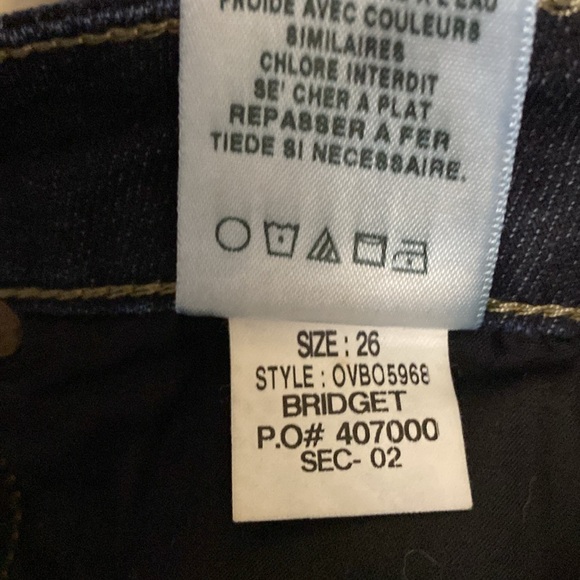 A L'EAU
FROIDE AVEC COULEURS
SIMILAIRES
CHLORE INTERDIT
SE' CHER A PLAT
REPASSER A FER
TIEDE SI NECESSAIRE.
SIZE : 26
STYLE : OVBO5968
BRIDGET
P.O# 407000
SEC- 02